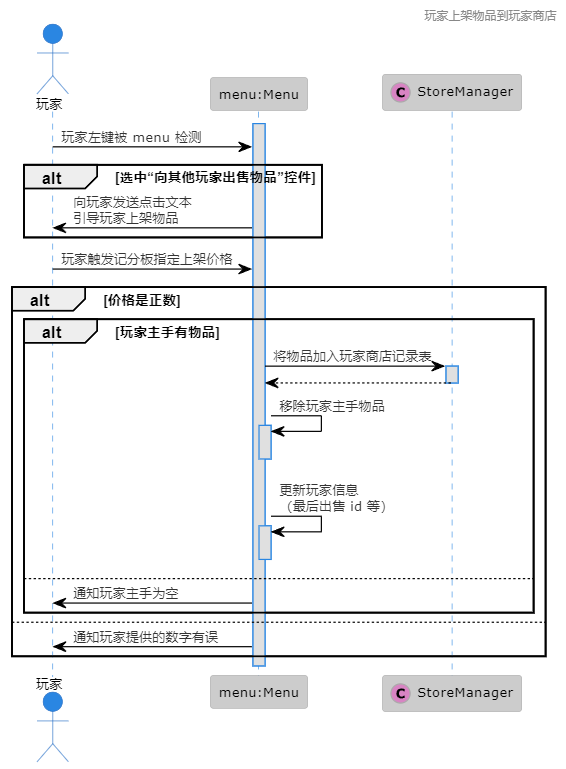 玩家上架物品到玩家商店
玩家
menu:Menu
C StoreManager
玩家左键被 menu 检测
alt [选中“向其他玩家出售物品”控件]
向玩家发送点击文本
引导玩家上架物品
玩家触发记分板指定上架价格
alt [价格是正数]
alt [玩家主手有物品]
将物品加入玩家商店记录表
移除玩家主手物品
更新玩家信息
（最后出售 id 等）
通知玩家主手为空
通知玩家提供的数字有误
玩家
menu:Menu
C StoreManager